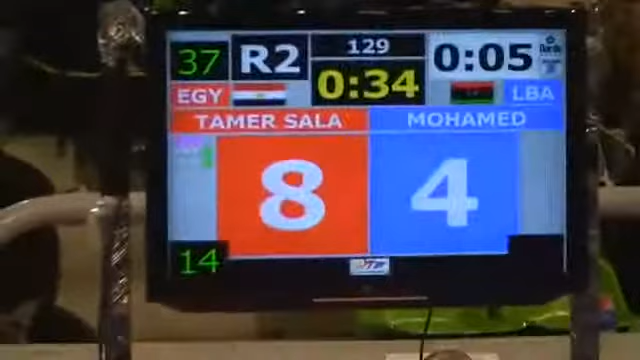 37 R2 129 0:05
EGY 0:34 LBA
TAMER SALA MOHAMED
8 4
14